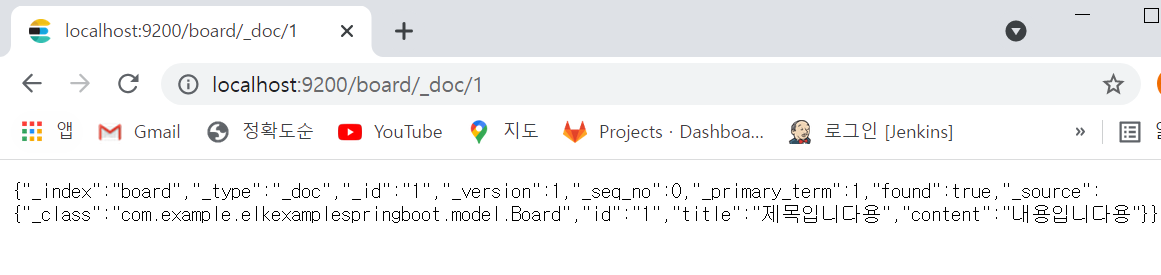 localhost:9200/board/_doc/1
localhost:9200/board/_doc/1
앱 Gmail 정확도순 YouTube 지도 Projects · Dashboa... 로그인 [Jenkins] »
{"_index":"board","_type":"_doc","_id":"1","_version":1,"_seq_no":0,"_primary_term":1,"found":true,"_source":
{"_class":"com.example.elkexamplespringboot.model.Board","id":"1","title":"제목입니다용","content":"내용입니다용"}}